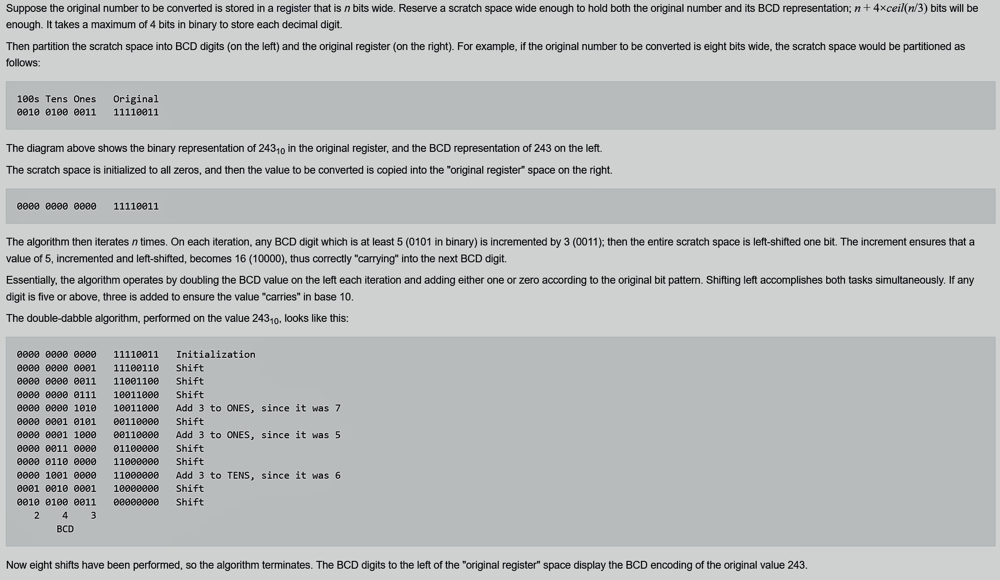 Suppose the original number to be converted is stored in a register that is n bits wide. Reserve a scratch space wide enough to hold both the original number and its BCD representation; n + 4×ceil(n/3) bits will be
enough. It takes a maximum of 4 bits in binary to store each decimal digit.
Then partition the scratch space into BCD digits (on the left) and the original register (on the right). For example, if the original number to be converted is eight bits wide, the scratch space would be partitioned as
follows:
100s Tens Ones   Original
0010 0100 0011   11110011
The diagram above shows the binary representation of 243₁₀ in the original register, and the BCD representation of 243 on the left.
The scratch space is initialized to all zeros, and then the value to be converted is copied into the "original register" space on the right.
0000 0000 0000   11110011
The algorithm then iterates n times. On each iteration, any BCD digit which is at least 5 (0101 in binary) is incremented by 3 (0011); then the entire scratch space is left-shifted one bit. The increment ensures that a
value of 5, incremented and left-shifted, becomes 16 (10000), thus correctly "carrying" into the next BCD digit.
Essentially, the algorithm operates by doubling the BCD value on the left each iteration and adding either one or zero according to the original bit pattern. Shifting left accomplishes both tasks simultaneously. If any
digit is five or above, three is added to ensure the value "carries" in base 10.
The double-dabble algorithm, performed on the value 243₁₀, looks like this:
0000 0000 0000   11110011   Initialization
0000 0000 0001   11100110   Shift
0000 0000 0011   11001100   Shift
0000 0000 0111   10011000   Shift
0000 0000 1010   10011000   Add 3 to ONES, since it was 7
0000 0001 0101   00110000   Shift
0000 0001 1000   00110000   Add 3 to ONES, since it was 5
0000 0011 0000   01100000   Shift
0000 0110 0000   11000000   Shift
0000 1001 0000   11000000   Add 3 to TENS, since it was 6
0001 0010 0001   10000000   Shift
0010 0100 0011   00000000   Shift
2    4    3
BCD
Now eight shifts have been performed, so the algorithm terminates. The BCD digits to the left of the "original register" space display the BCD encoding of the original value 243.